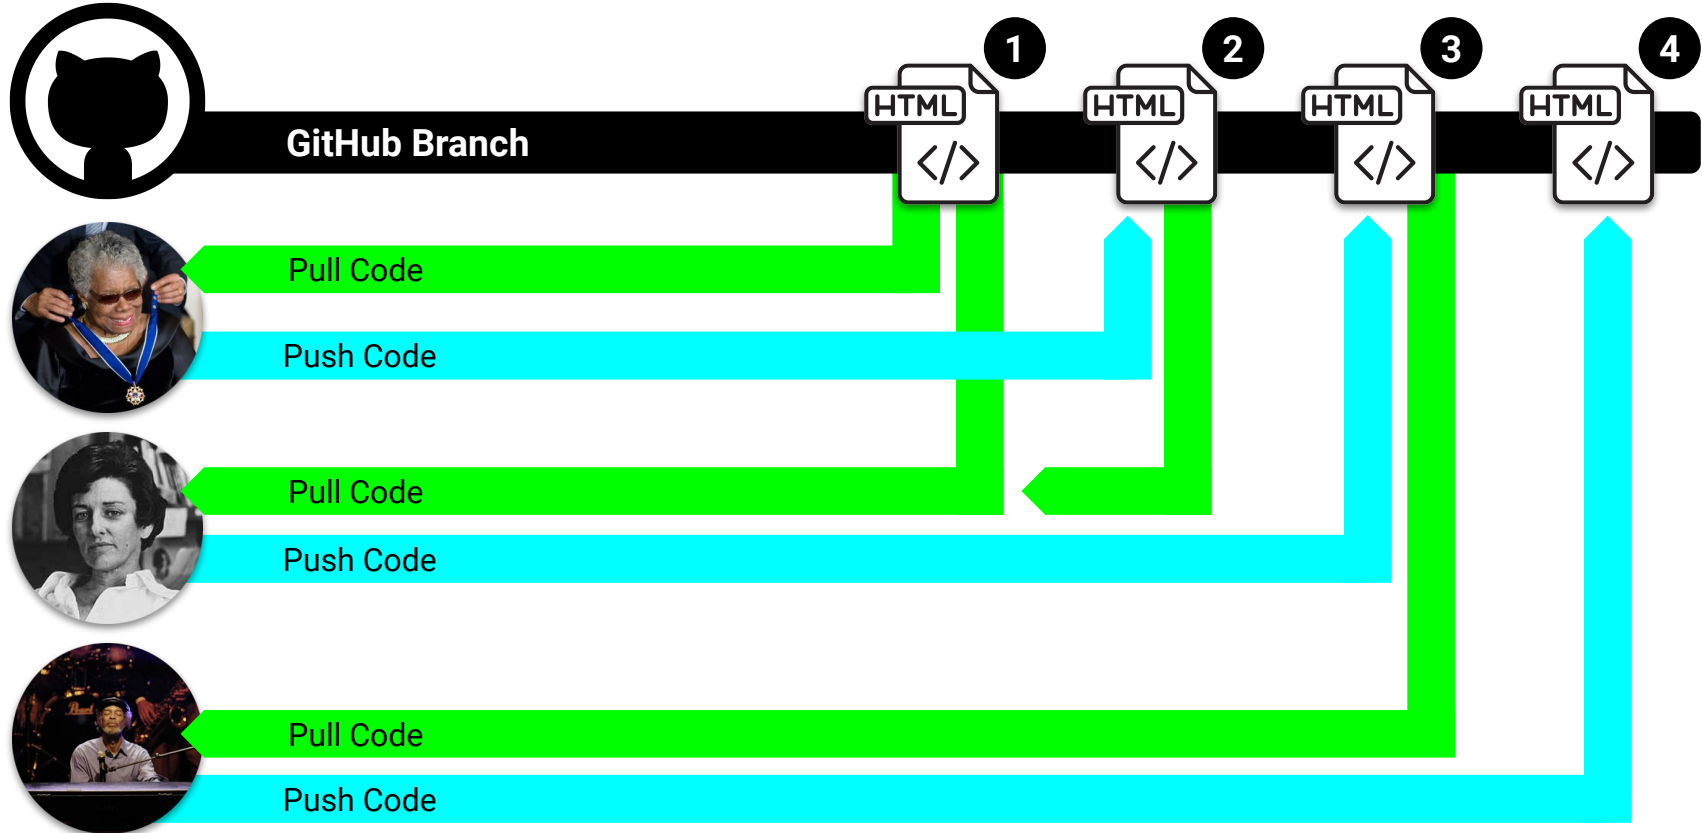 1
2
3
4
HTML
HTML
HTML
HTML
</>
</>
</>
</>
GitHub Branch
Pull Code
Push Code
Pull Code
Push Code
Pearl
Pull Code
Push Code